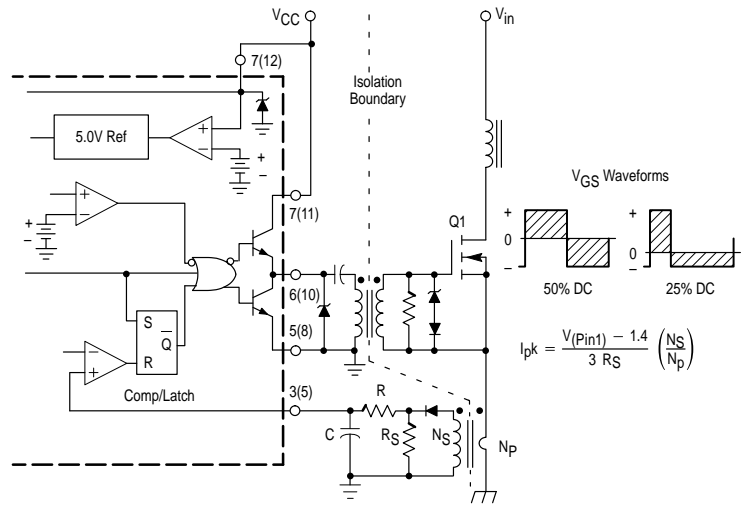 VCC
Vin
7(12)
Isolation
Boundary
5.0V Ref
+
−
+
−
VGS Waveforms
+
−
7(11)
Q1
+
0
−
+
0
−
50% DC
25% DC
6(10)
5(8)
S
Q
R
−
+
Comp/Latch
Ipk = V(Pin1) − 1.4 / 3 RS (NS / Np)
3(5)
R
C
RS
NS
NP